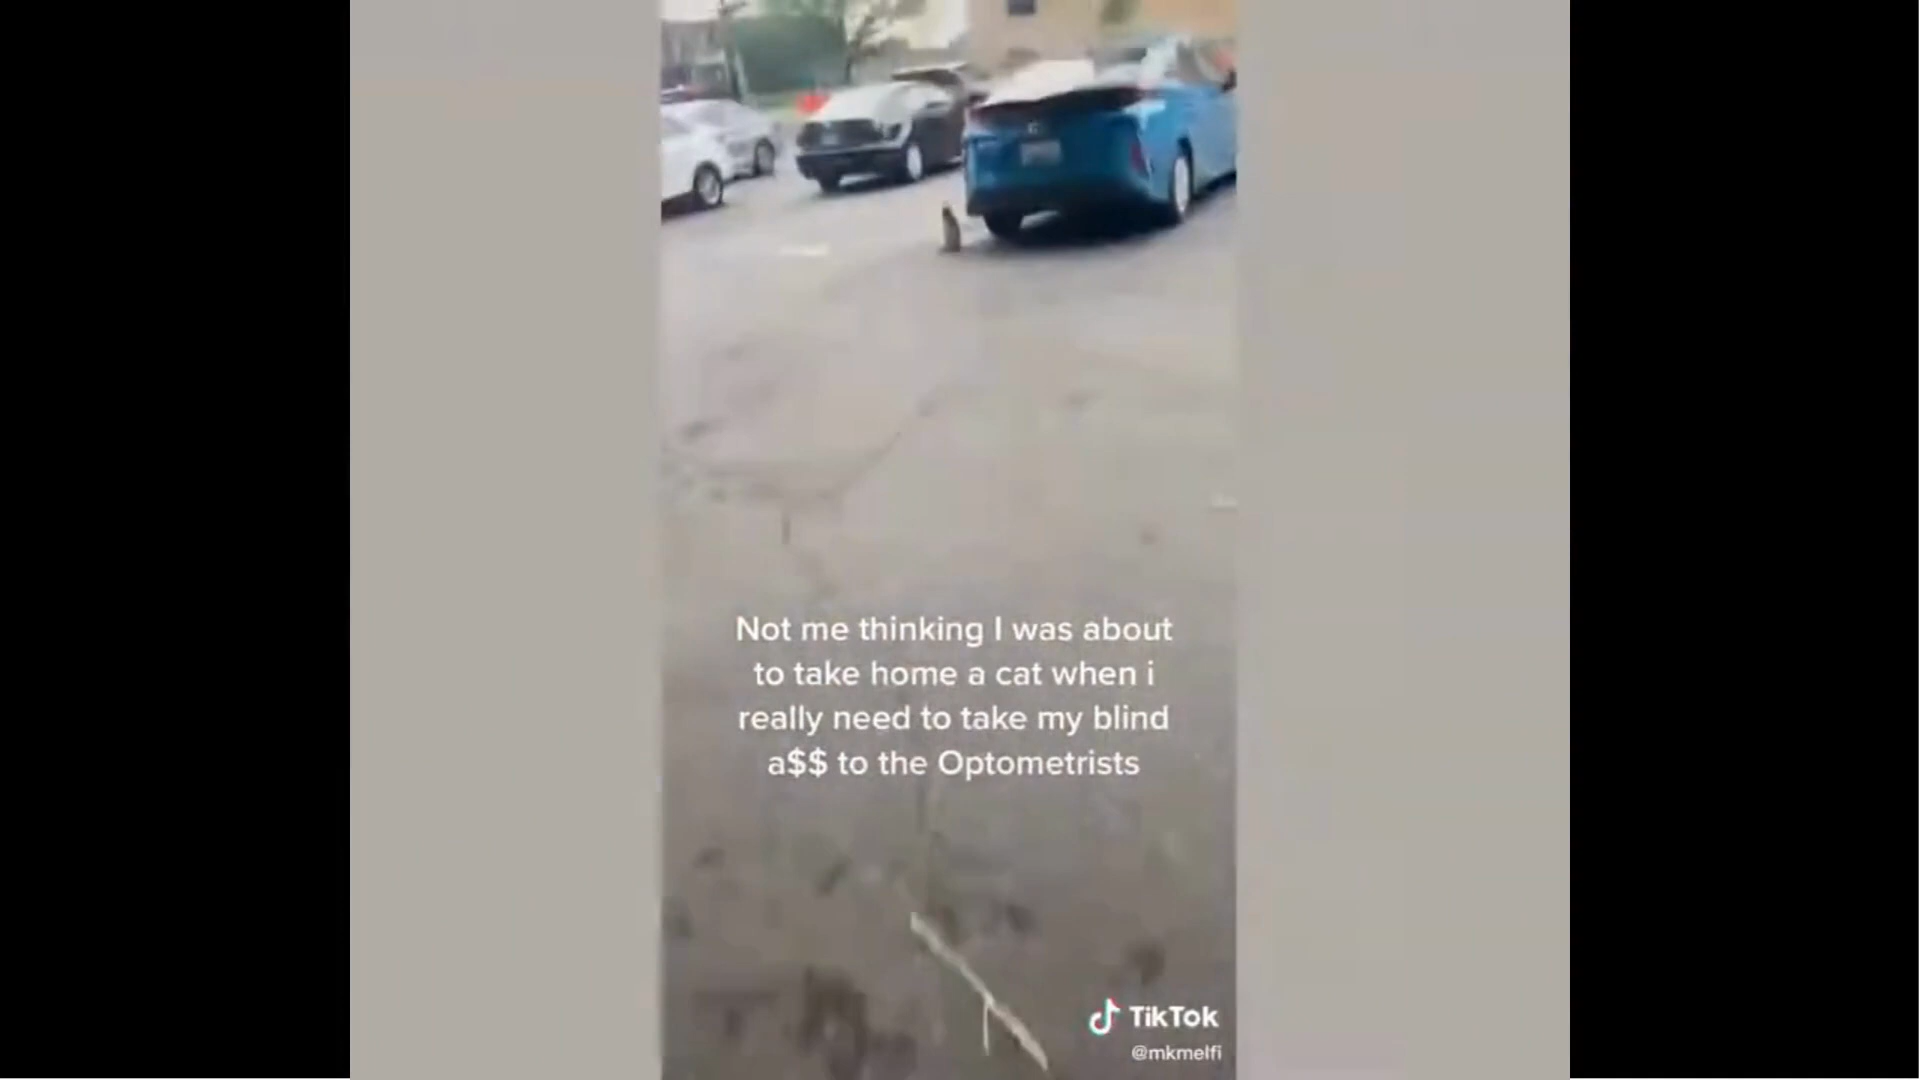 Not me thinking I was about
to take home a cat when i
really need to take my blind
a$$ to the Optometrists
TikTok
@mkmelfi